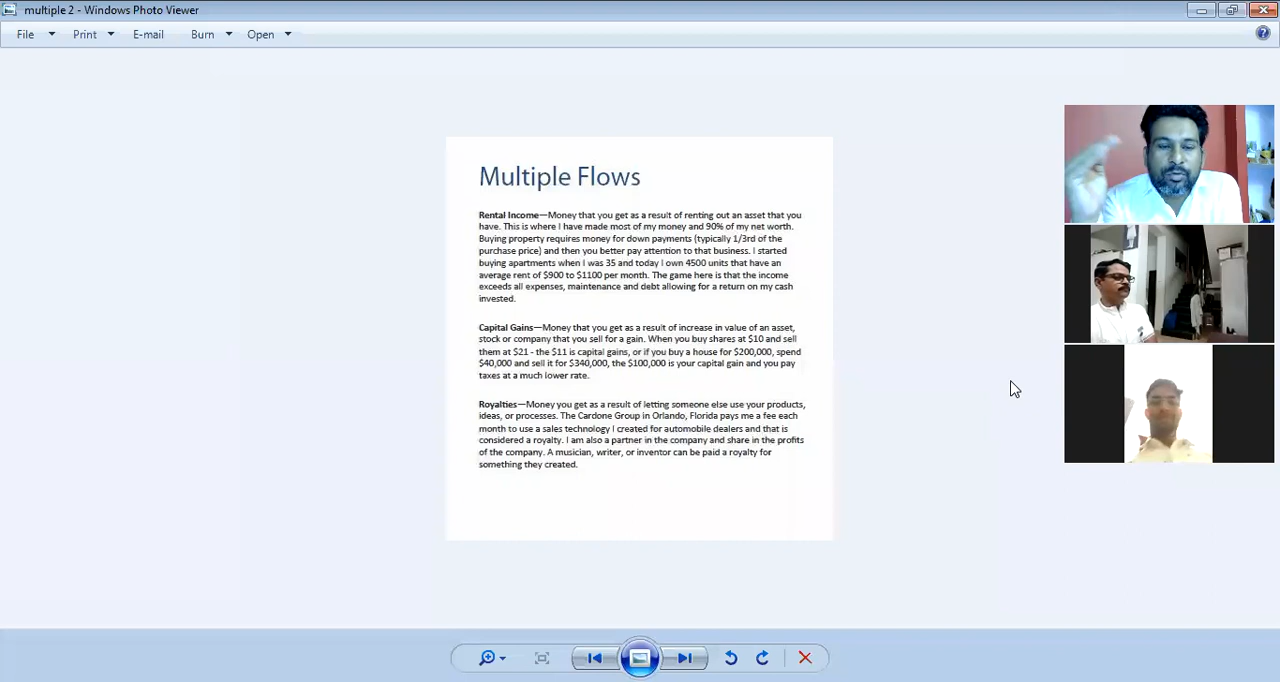 multiple 2 - Windows Photo Viewer
File Print E-mail Burn Open
Multiple Flows
Rental Income—Money that you get as a result of renting out an asset that you
have. This is where I have made most of my money and 90% of my net worth.
Buying property requires money for down payments (typically 1/3rd of the
purchase price) and then you better pay attention to that business. I started
buying apartments when I was 35 and today I own 4500 units that have an
average rent of $900 to $1100 per month. The game here is that the income
exceeds all expenses, maintenance and debt allowing for a return on my cash
invested.
Capital Gains—Money that you get as a result of increase in value of an asset,
stock or company that you sell for a gain. When you buy shares at $10 and sell
them at $21 - the $11 is capital gains, or if you buy a house for $200,000, spend
$40,000 and sell it for $340,000, the $100,000 is your capital gain and you pay
taxes at a much lower rate.
Royalties—Money you get as a result of letting someone else use your products,
ideas, or processes. The Cardone Group in Orlando, Florida pays me a fee each
month to use a sales technology I created for automobile dealers and that is
considered a royalty. I am also a partner in the company and share in the profits
of the company. A musician, writer, or inventor can be paid a royalty for
something they created.